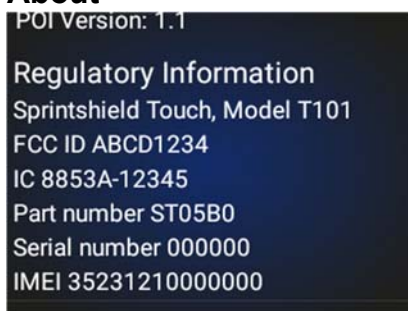 POI Version: 1.1
Regulatory Information
Sprintshield Touch, Model T101
FCC ID ABCD1234
IC 8853A-12345
Part number ST05B0
Serial number 000000
IMEI 35231210000000